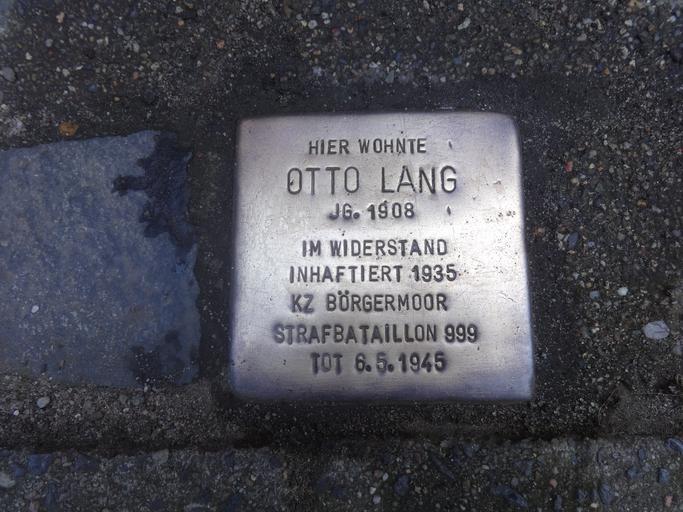 HIER WOHNTE
OTTO LANG
JG. 1908
IM WIDERSTAND
INHAFTIERT 1935
KZ BÖRGERMOOR
STRAFBATAILLON 999
TOT 6.5.1945